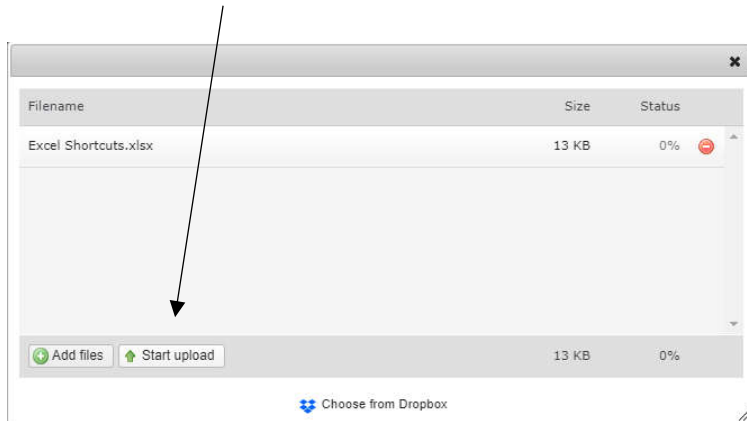 Filename Size Status
Excel Shortcuts.xlsx 13 KB 0%
Add files Start upload 13 KB 0%
Choose from Dropbox